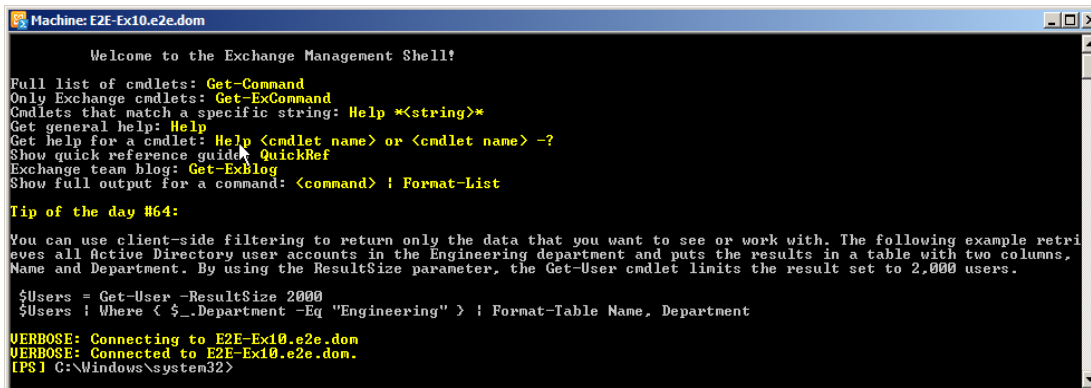 Machine: E2E-Ex10.e2e.dom
Welcome to the Exchange Management Shell!
Full list of cmdlets: Get-Command
Only Exchange cmdlets: Get-ExCommand
Cmdlets that match a specific string: Help *<string>*
Get general help: Help
Get help for a cmdlet: Help <cmdlet name> or <cmdlet name> -?
Show quick reference guide: QuickRef
Exchange team blog: Get-ExBlog
Show full output for a command: <command> | Format-List
Tip of the day #64:
You can use client-side filtering to return only the data that you want to see or work with. The following example retri
eves all Active Directory user accounts in the Engineering department and puts the results in a table with two columns,
Name and Department. By using the ResultSize parameter, the Get-User cmdlet limits the result set to 2,000 users.
$Users = Get-User -ResultSize 2000
$Users | Where { $_.Department -Eq "Engineering" } | Format-Table Name, Department
VERBOSE: Connecting to E2E-Ex10.e2e.dom
VERBOSE: Connected to E2E-Ex10.e2e.dom.
[PS] C:\Windows\system32>